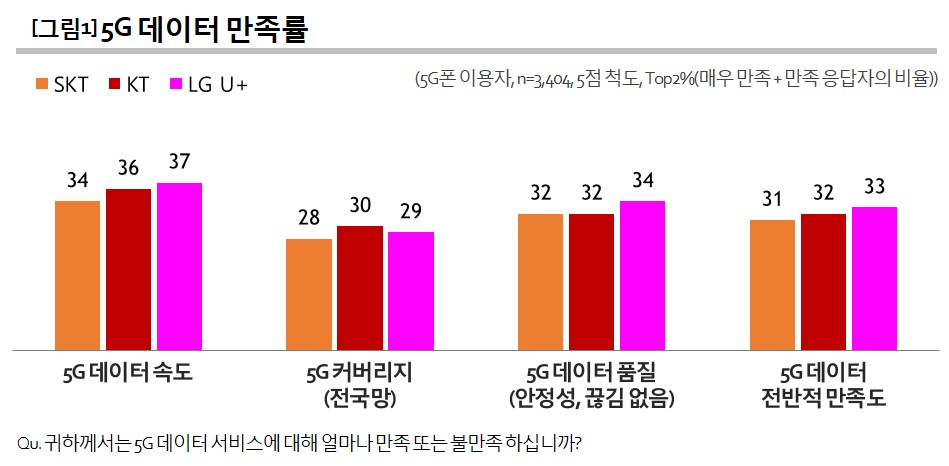 [그림1] 5G 데이터 만족률
SKT KT LG U+
(5G폰 이용자, n=3,404, 5점 척도, Top2%(매우 만족 + 만족 응답자의 비율))
34 36 37
28 30 29
32 32 34
31 32 33
5G 데이터 속도
5G 커버리지
(전국망)
5G 데이터 품질
(안정성, 끊김 없음)
5G 데이터
전반적 만족도
Qu. 귀하께서는 5G 데이터 서비스에 대해 얼마나 만족 또는 불만족 하십니까?